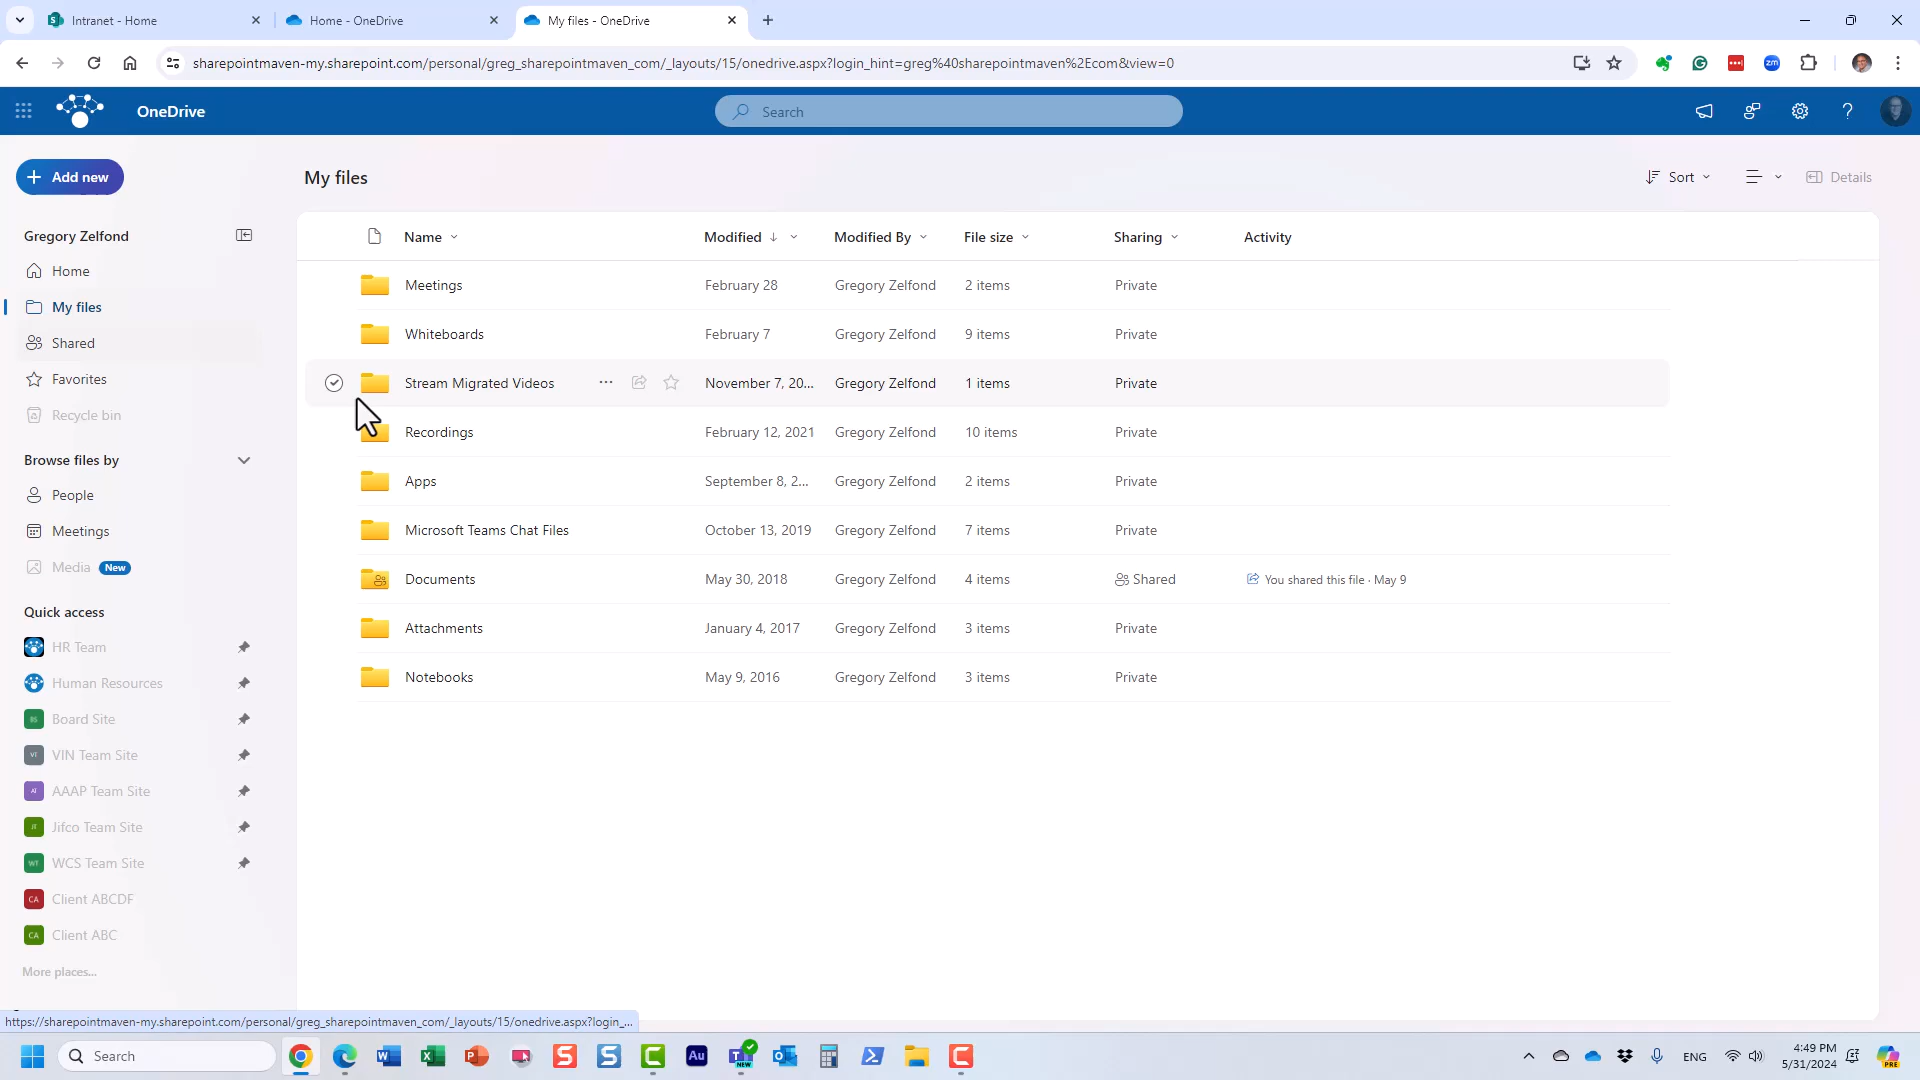 Intranet - Home
Home - OneDrive
My files - OneDrive
sharepointmaven-my.sharepoint.com/personal/greg_sharepointmaven_com/_layouts/15/onedrive.aspx?login_hint=greg%40sharepointmaven%2Ecom&view=0
OneDrive
Search
Add new
My files
Sort
Details
Gregory Zelfond
Home
My files
Shared
Favorites
Recycle bin
Browse files by
People
Meetings
Media New
Quick access
HR Team
Human Resources
BS Board Site
VT VIN Team Site
AT AAAP Team Site
JT Jifco Team Site
WT WCS Team Site
CA Client ABCDF
CA Client ABC
More places...
Name Modified Modified By File size Sharing Activity
Meetings February 28 Gregory Zelfond 2 items Private
Whiteboards February 7 Gregory Zelfond 9 items Private
Stream Migrated Videos November 7, 20... Gregory Zelfond 1 items Private
Recordings February 12, 2021 Gregory Zelfond 10 items Private
Apps September 8, 2... Gregory Zelfond 2 items Private
Microsoft Teams Chat Files October 13, 2019 Gregory Zelfond 7 items Private
Documents May 30, 2018 Gregory Zelfond 4 items Shared You shared this file · May 9
Attachments January 4, 2017 Gregory Zelfond 3 items Private
Notebooks May 9, 2016 Gregory Zelfond 3 items Private
https://sharepointmaven-my.sharepoint.com/personal/greg_sharepointmaven_com/_layouts/15/onedrive.aspx?login_...
Search
ENG
4:49 PM
5/31/2024